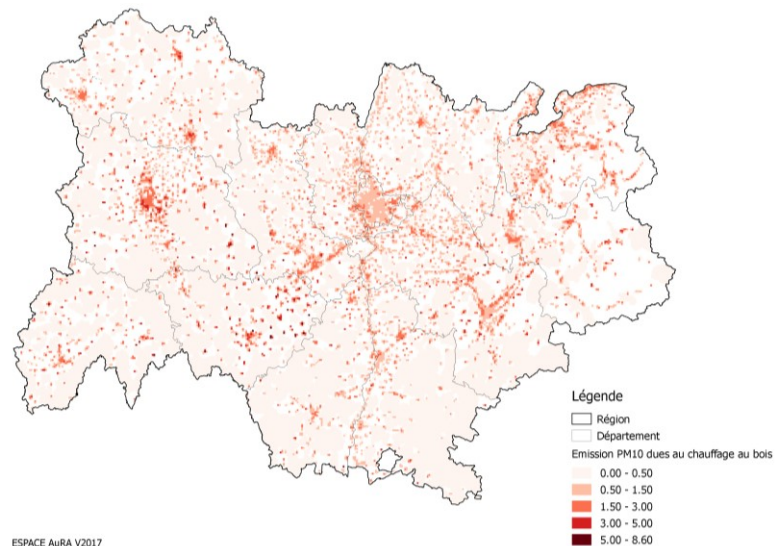 Légende
Région
Département
Emission PM10 dues au chauffage au bois
0.00 - 0.50
0.50 - 1.50
1.50 - 3.00
3.00 - 5.00
5.00 - 8.60
ESPACE AuRA V2017